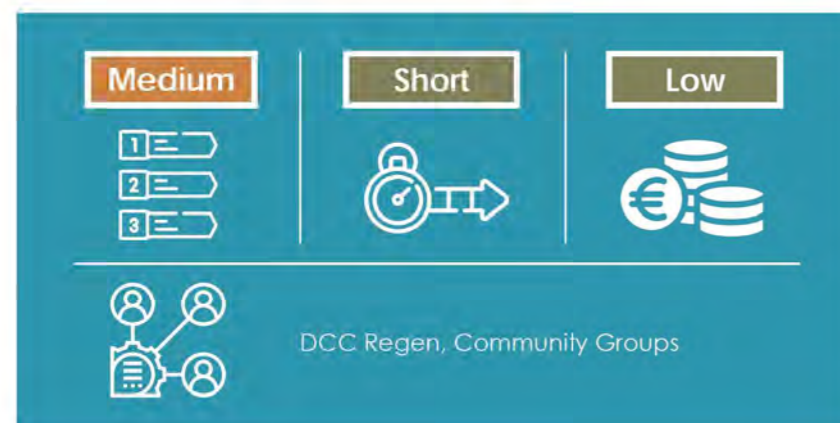 Medium
Short
Low
1
2
3
€
DCC Regen, Community Groups